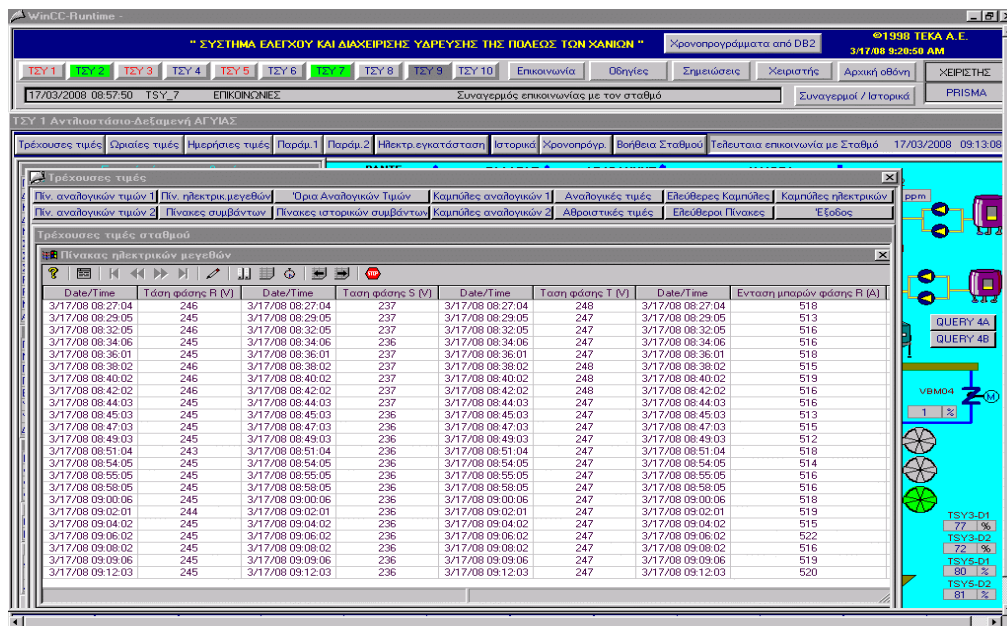 WinCC-Runtime -
" ΣΥΣΤΗΜΑ ΕΛΕΓΧΟΥ ΚΑΙ ΔΙΑΧΕΙΡΙΣΗΣ ΥΔΡΕΥΣΗΣ ΤΗΣ ΠΟΛΕΩΣ ΤΩΝ ΧΑΝΙΩΝ " Χρονοπρογράμματα από DB2 ©1998 TEKA A.E.
3/17/08 9:20:50 AM
ΤΣΥ 1 ΤΣΥ 2 ΤΣΥ 3 ΤΣΥ 4 ΤΣΥ 5 ΤΣΥ 6 ΤΣΥ 7 ΤΣΥ 8 ΤΣΥ 9 ΤΣΥ 10 Επικοινωνία Οδηγίες Σημειώσεις Χειριστής Αρχική οθόνη ΧΕΙΡΙΣΤΗΣ
17/03/2008 08:57:50 TSY_7 ΕΠΙΚΟΙΝΩΝΙΕΣ Συναγερμός επικοινωνίας με τον σταθμό Συναγερμοί / Ιστορικά PRISMA
ΤΣΥ 1 Αντλιοστάσιο-Δεξαμενή ΑΓΥΙΑΣ
Τρέχουσες τιμές Ωριαίες τιμές Ημερήσιες τιμές Παράμ.1 Παράμ.2 Ηλεκτρ.εγκατάσταση Ιστορικά Χρονοπρόγρ. Βοήθεια Σταθμού Τελευταια επικοινωνία με Σταθμό 17/03/2008 09:13:08
Τρέχουσες τιμές
ppm
Πίν. αναλογικών τιμών 1 Πίν. ηλεκτρικ.μεγεθών 'Ορια Αναλογικών Τιμών Καμπύλες αναλογικών 1 Αναλογικές τιμές Ελεύθερες Καμπύλες Καμπύλες ηλεκτρικών
Πίν. αναλογικών τιμών 2 Πίνακες συμβάντων Πίνακες ιστορικών συμβάντων Καμπύλες αναλογικών 2 Αθροιστικές τιμές Ελεύθεροι Πίνακες 'Εξοδος
Τρέχουσες τιμές σταθμού
Πίνακας ηλεκτρικών μεγεθών
STOP
Date/Time Τάση φάσης R (V) Date/Time Ταση φάσης S (V) Date/Time Ταση φάσης T (V) Date/Time Ενταση μπαρών φάσης R (A)
3/17/08 08:27:04 246 3/17/08 08:27:04 237 3/17/08 08:27:04 248 3/17/08 08:27:04 518
3/17/08 08:29:05 245 3/17/08 08:29:05 237 3/17/08 08:29:05 247 3/17/08 08:29:05 513
3/17/08 08:32:05 246 3/17/08 08:32:05 237 3/17/08 08:32:05 247 3/17/08 08:32:05 516
3/17/08 08:34:06 245 3/17/08 08:34:06 236 3/17/08 08:34:06 247 3/17/08 08:34:06 516
3/17/08 08:36:01 245 3/17/08 08:36:01 237 3/17/08 08:36:01 247 3/17/08 08:36:01 518
3/17/08 08:38:02 246 3/17/08 08:38:02 237 3/17/08 08:38:02 248 3/17/08 08:38:02 515
3/17/08 08:40:02 246 3/17/08 08:40:02 237 3/17/08 08:40:02 248 3/17/08 08:40:02 519
3/17/08 08:42:02 246 3/17/08 08:42:02 237 3/17/08 08:42:02 248 3/17/08 08:42:02 516
3/17/08 08:44:03 245 3/17/08 08:44:03 237 3/17/08 08:44:03 247 3/17/08 08:44:03 516
3/17/08 08:45:03 245 3/17/08 08:45:03 236 3/17/08 08:45:03 247 3/17/08 08:45:03 513
3/17/08 08:47:03 245 3/17/08 08:47:03 236 3/17/08 08:47:03 247 3/17/08 08:47:03 515
3/17/08 08:49:03 245 3/17/08 08:49:03 236 3/17/08 08:49:03 247 3/17/08 08:49:03 512
3/17/08 08:51:04 243 3/17/08 08:51:04 236 3/17/08 08:51:04 247 3/17/08 08:51:04 518
3/17/08 08:54:05 245 3/17/08 08:54:05 236 3/17/08 08:54:05 247 3/17/08 08:54:05 514
3/17/08 08:55:05 245 3/17/08 08:55:05 236 3/17/08 08:55:05 247 3/17/08 08:55:05 516
3/17/08 08:58:05 245 3/17/08 08:58:05 236 3/17/08 08:58:05 247 3/17/08 08:58:05 516
3/17/08 09:00:06 245 3/17/08 09:00:06 236 3/17/08 09:00:06 247 3/17/08 09:00:06 518
3/17/08 09:02:01 244 3/17/08 09:02:01 236 3/17/08 09:02:01 247 3/17/08 09:02:01 519
3/17/08 09:04:02 245 3/17/08 09:04:02 236 3/17/08 09:04:02 247 3/17/08 09:04:02 515
3/17/08 09:06:02 245 3/17/08 09:06:02 236 3/17/08 09:06:02 247 3/17/08 09:06:02 522
3/17/08 09:08:02 245 3/17/08 09:08:02 236 3/17/08 09:08:02 247 3/17/08 09:08:02 516
3/17/08 09:09:06 245 3/17/08 09:09:06 236 3/17/08 09:09:06 247 3/17/08 09:09:06 519
3/17/08 09:12:03 245 3/17/08 09:12:03 236 3/17/08 09:12:03 247 3/17/08 09:12:03 520
QUERY 4A
QUERY 4B
VBM04
M
1 %
TSY3-D1
77 %
TSY3-D2
72 %
TSY5-D1
80 %
TSY5-D2
81 %